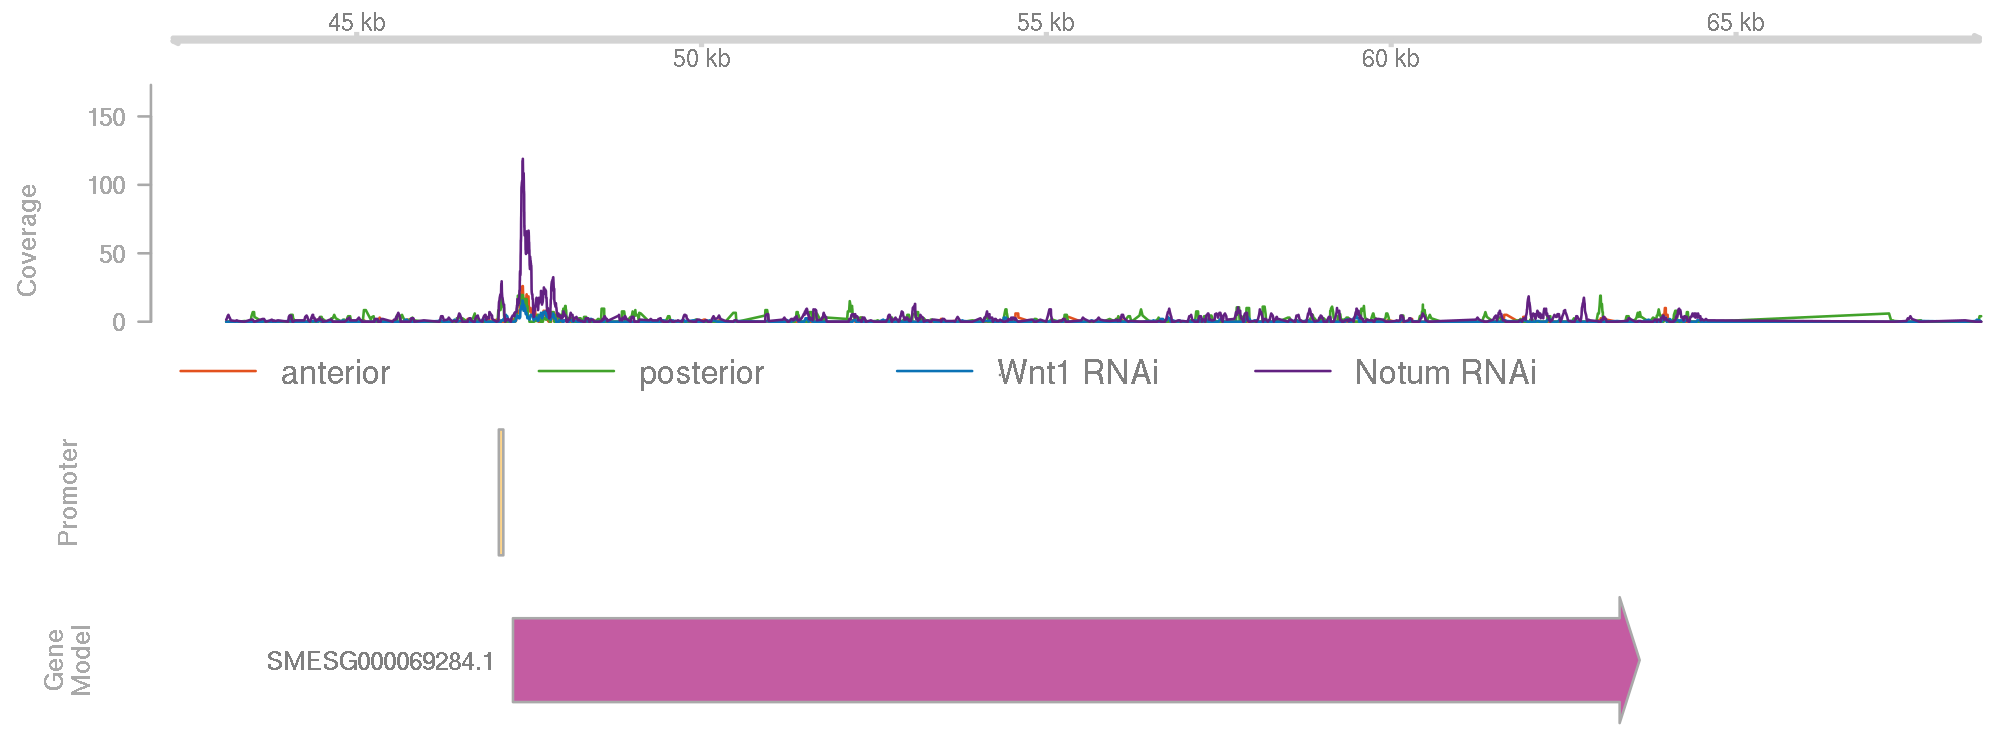 45 kb 55 kb 65 kb
50 kb 60 kb
Coverage
150
100
50
0
anterior posterior Wnt1 RNAi Notum RNAi
Promoter
Gene
Model
SMESG000069284.1